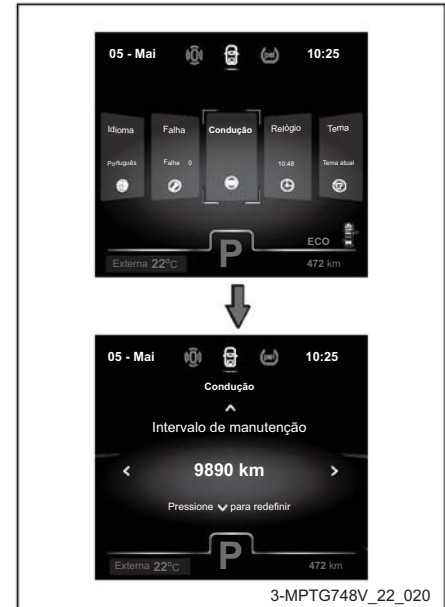 05 - Mai (psi) 10:25
Idioma Falha Condução Relógio Tema
Português Falha 0 10:48 Tema atual
ECO
Externa 22°C P 472 km
05 - Mai (psi) 10:25
Condução
Intervalo de manutenção
9890 km
Pressione para redefinir
Externa 22°C P 472 km
3-MPTG748V_22_020